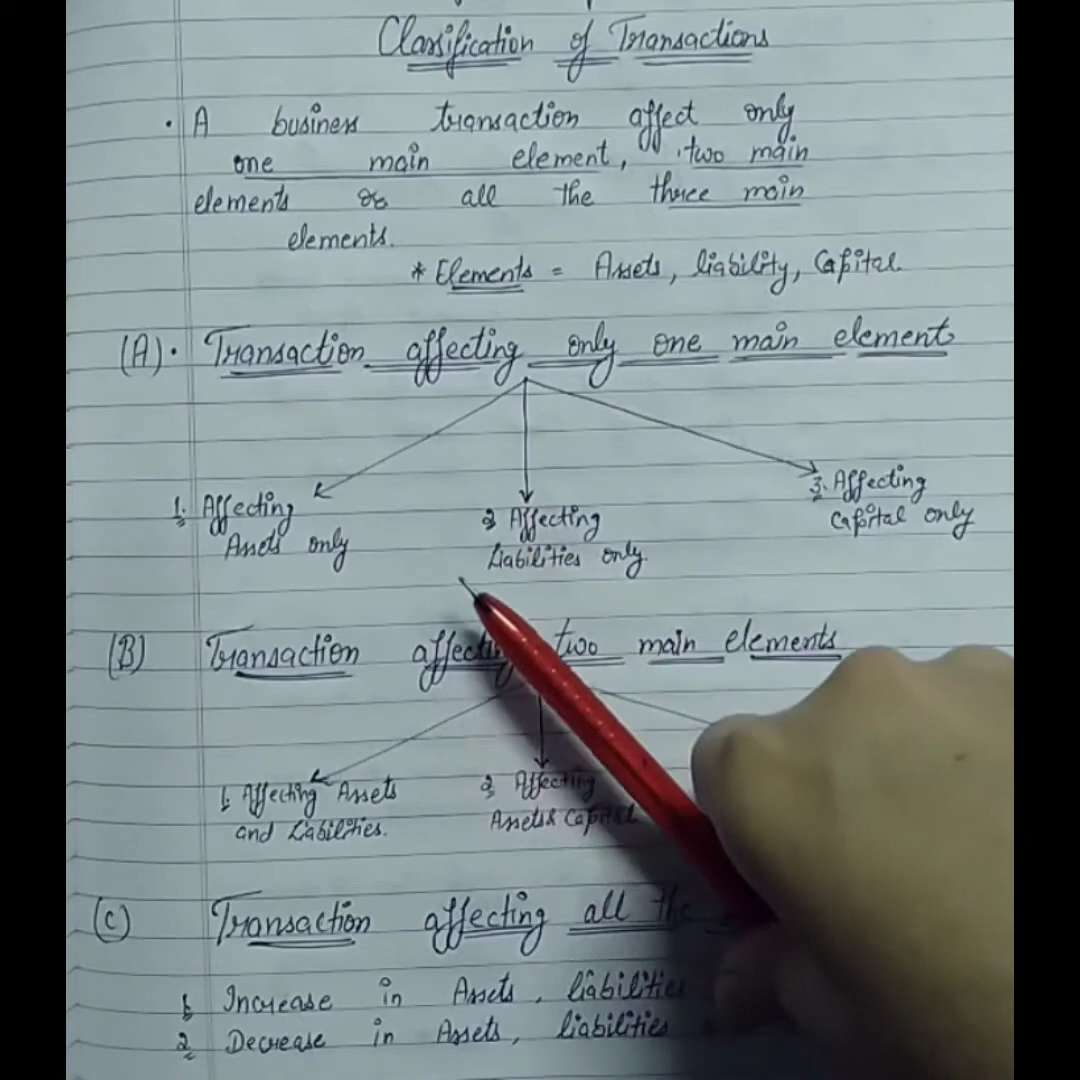 Classification of Transactions
• A business transaction affect only
one main element, two main
elements or all the three main
elements.
* Elements = Assets, liability, Capital
(A). Transaction affecting only one main element
1. Affecting
Assets only
2 Affecting
Liabilities only
3. Affecting
Capital only
(B) Transaction affecting two main elements
1. Affecting Assets
and Liabilities.
2 Affecting
Assets & Capital
(C) Transaction affecting all the
1. Increase in Assets, liabilities
2 Decrease in Assets, liabilities